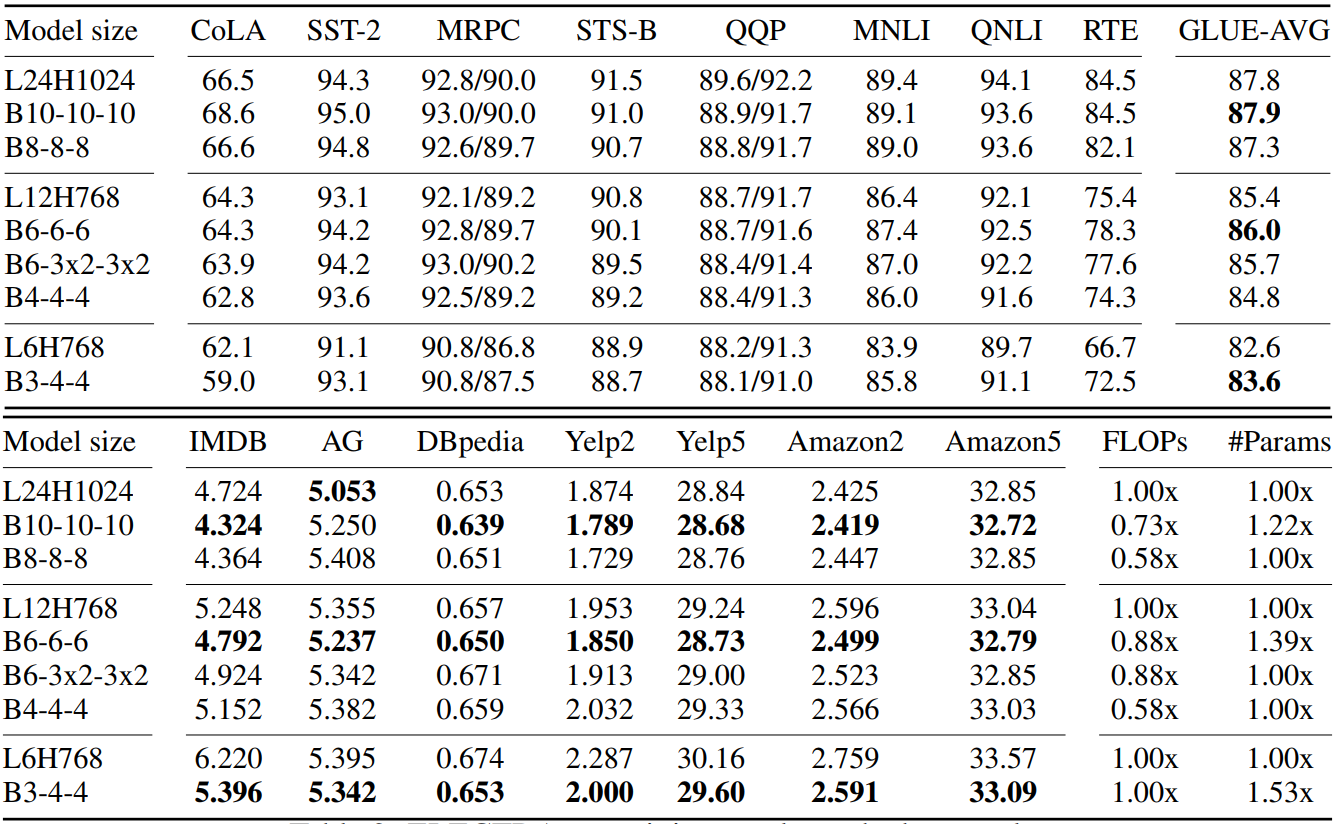 Model size CoLA SST-2 MRPC STS-B QQP MNLI QNLI RTE GLUE-AVG
L24H1024 66.5 94.3 92.8/90.0 91.5 89.6/92.2 89.4 94.1 84.5 87.8
B10-10-10 68.6 95.0 93.0/90.0 91.0 88.9/91.7 89.1 93.6 84.5 87.9
B8-8-8 66.6 94.8 92.6/89.7 90.7 88.8/91.7 89.0 93.6 82.1 87.3
L12H768 64.3 93.1 92.1/89.2 90.8 88.7/91.7 86.4 92.1 75.4 85.4
B6-6-6 64.3 94.2 92.8/89.7 90.1 88.7/91.6 87.4 92.5 78.3 86.0
B6-3x2-3x2 63.9 94.2 93.0/90.2 89.5 88.4/91.4 87.0 92.2 77.6 85.7
B4-4-4 62.8 93.6 92.5/89.2 89.2 88.4/91.3 86.0 91.6 74.3 84.8
L6H768 62.1 91.1 90.8/86.8 88.9 88.2/91.3 83.9 89.7 66.7 82.6
B3-4-4 59.0 93.1 90.8/87.5 88.7 88.1/91.0 85.8 91.1 72.5 83.6
Model size IMDB AG DBpedia Yelp2 Yelp5 Amazon2 Amazon5 FLOPs #Params
L24H1024 4.724 5.053 0.653 1.874 28.84 2.425 32.85 1.00x 1.00x
B10-10-10 4.324 5.250 0.639 1.789 28.68 2.419 32.72 0.73x 1.22x
B8-8-8 4.364 5.408 0.651 1.729 28.76 2.447 32.85 0.58x 1.00x
L12H768 5.248 5.355 0.657 1.953 29.24 2.596 33.04 1.00x 1.00x
B6-6-6 4.792 5.237 0.650 1.850 28.73 2.499 32.79 0.88x 1.39x
B6-3x2-3x2 4.924 5.342 0.671 1.913 29.00 2.523 32.85 0.88x 1.00x
B4-4-4 5.152 5.382 0.659 2.032 29.33 2.566 33.03 0.58x 1.00x
L6H768 6.220 5.395 0.674 2.287 30.16 2.759 33.57 1.00x 1.00x
B3-4-4 5.396 5.342 0.653 2.000 29.60 2.591 33.09 1.00x 1.53x